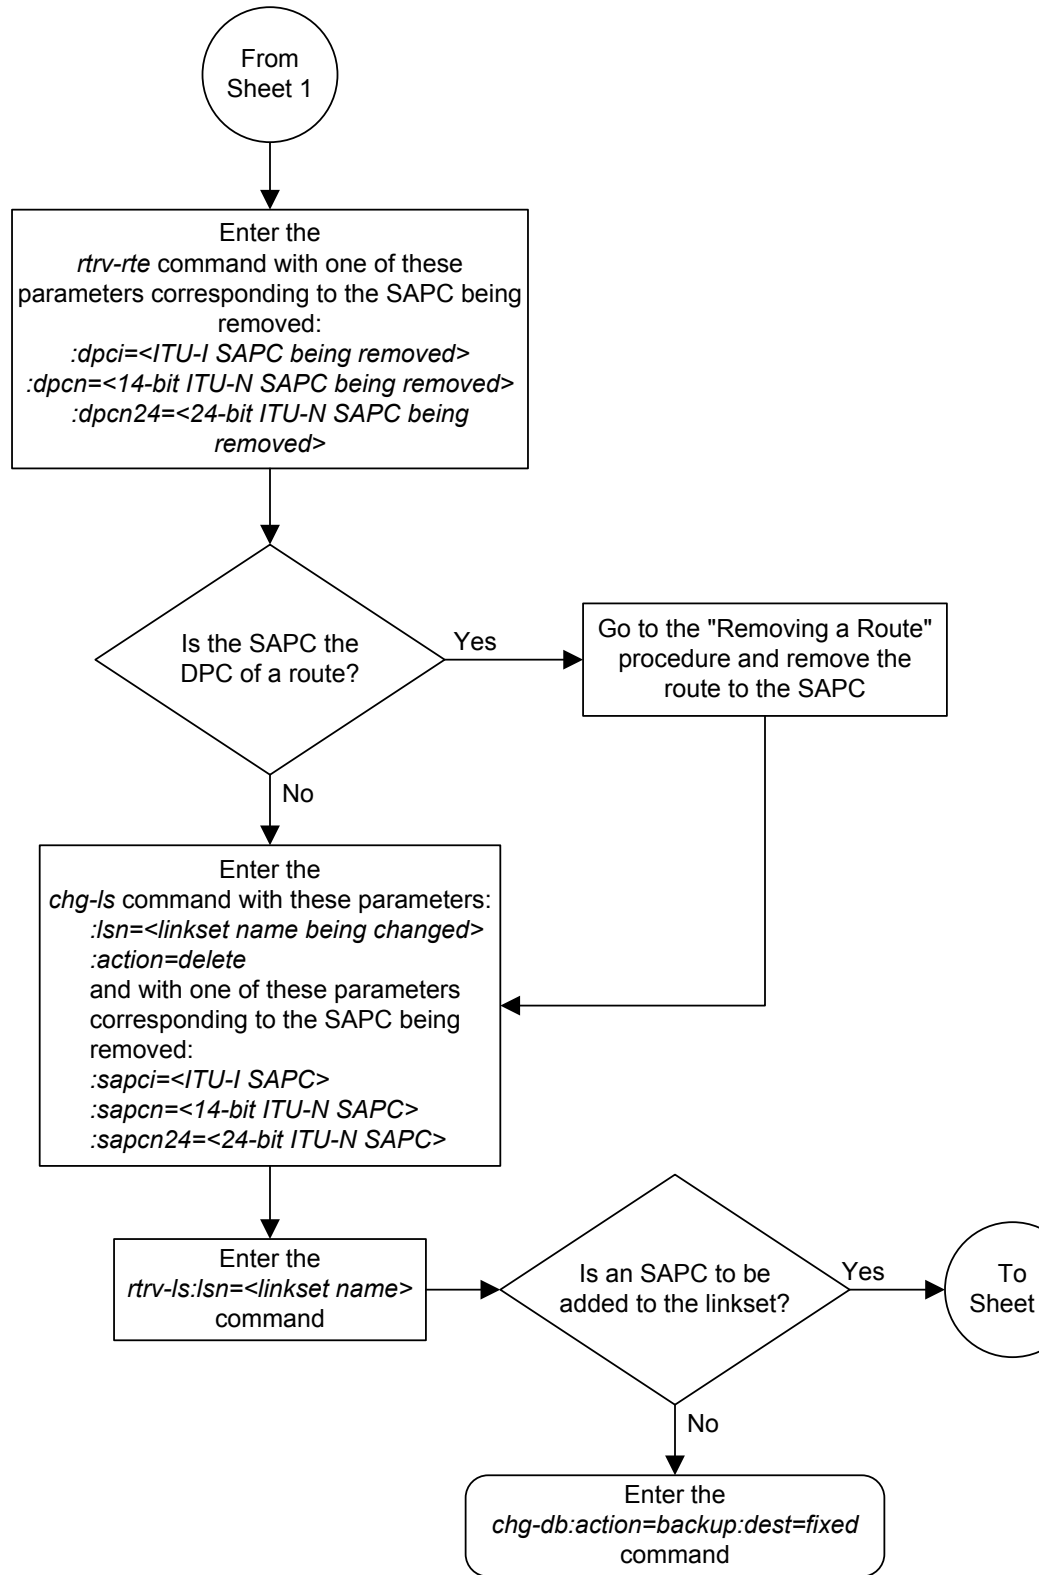 From
Sheet 1
Enter the
rtrv-rte command with one of these
parameters corresponding to the SAPC being
removed:
:dpci=<ITU-I SAPC being removed>
:dpcn=<14-bit ITU-N SAPC being removed>
:dpcn24=<24-bit ITU-N SAPC being
removed>
Is the SAPC the
DPC of a route?
Yes
Go to the "Removing a Route"
procedure and remove the
route to the SAPC
No
Enter the
chg-ls command with these parameters:
:lsn=<linkset name being changed>
:action=delete
and with one of these parameters
corresponding to the SAPC being
removed:
:sapci=<ITU-I SAPC>
:sapcn=<14-bit ITU-N SAPC>
:sapcn24=<24-bit ITU-N SAPC>
Enter the
rtrv-ls:lsn=<linkset name>
command
Is an SAPC to be
added to the linkset?
Yes
To
Sheet
No
Enter the
chg-db:action=backup:dest=fixed
command